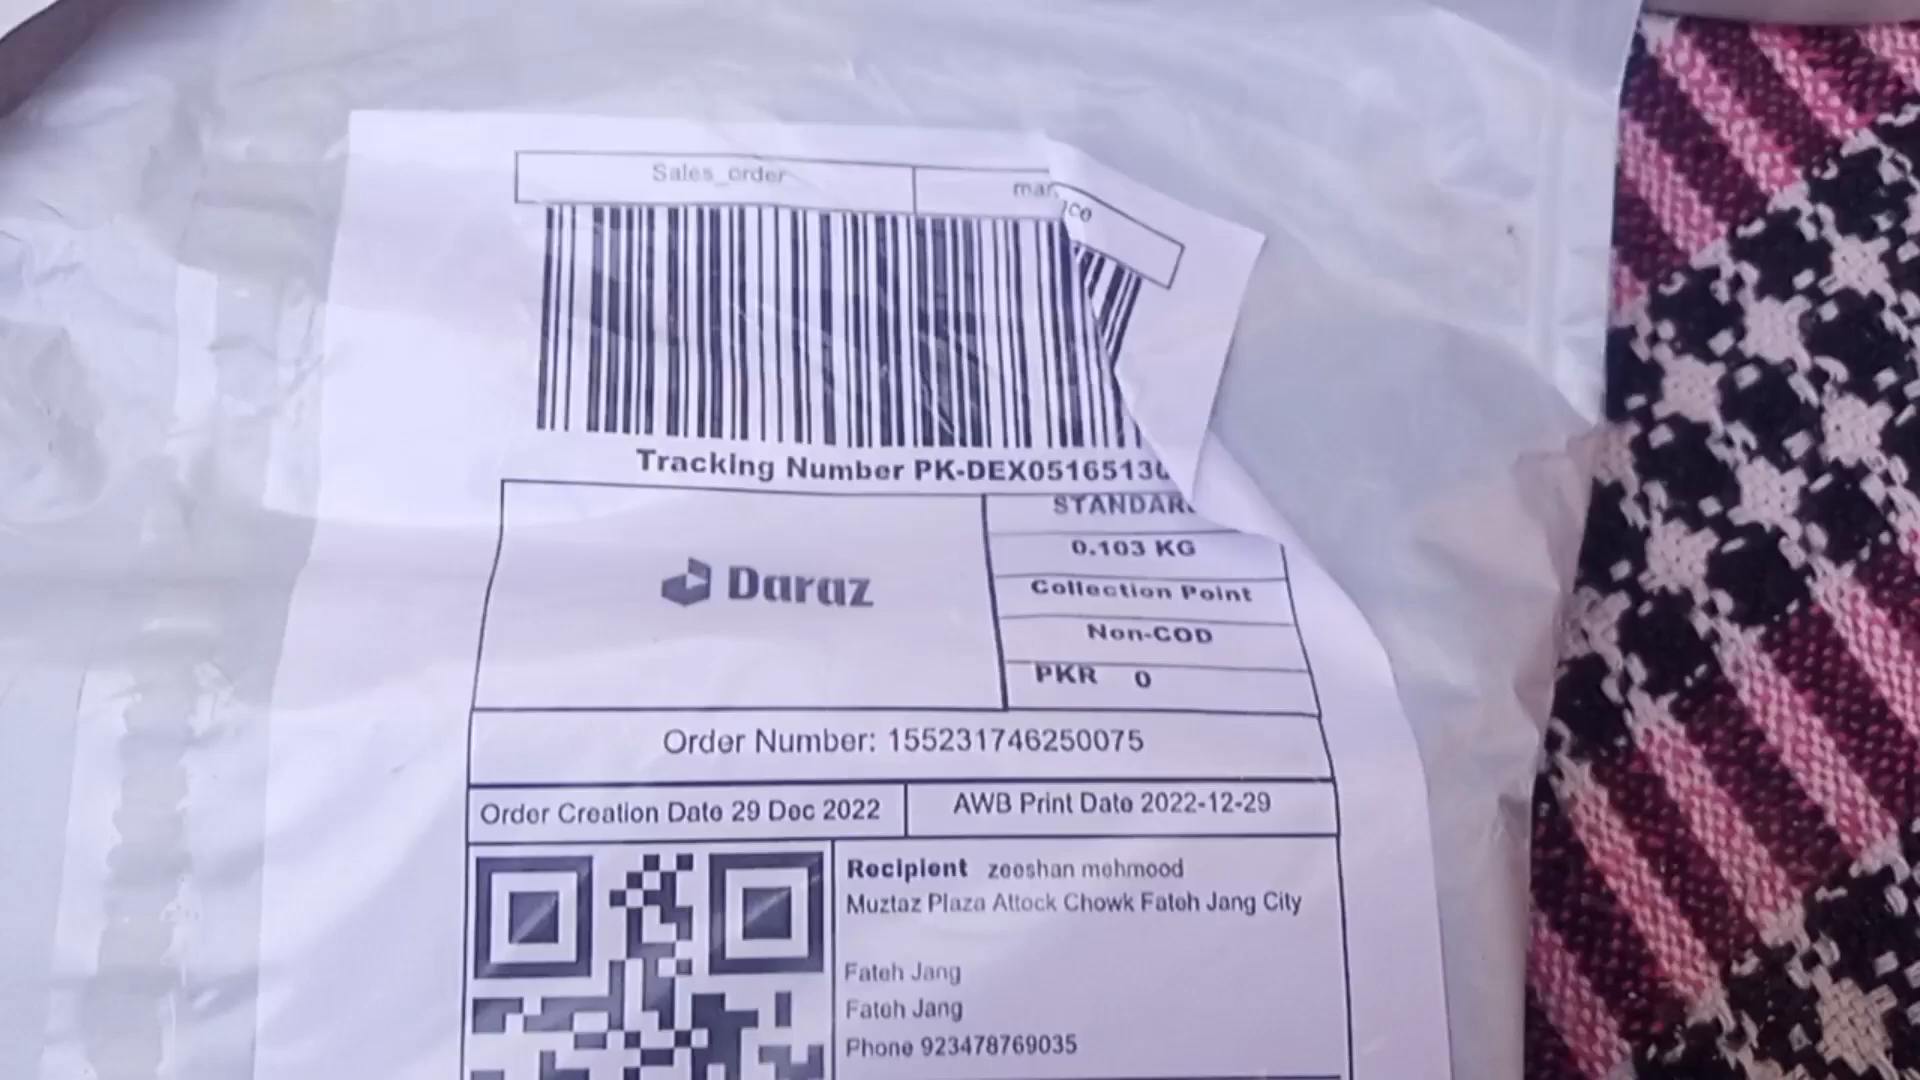 Sales_order
Tracking Number PK-DEX05165130
0.103 KG
Collection Point
Non-COD
PKR 0
Daraz
Order Number: 155231746250075
Order Creation Date 29 Dec 2022
AWB Print Date 2022-12-29
Recipient zeeshan mehmood
Muztaz Plaza Attock Chowk Fateh Jang City
Fateh Jang
Fateh Jang
Phone 923478769035